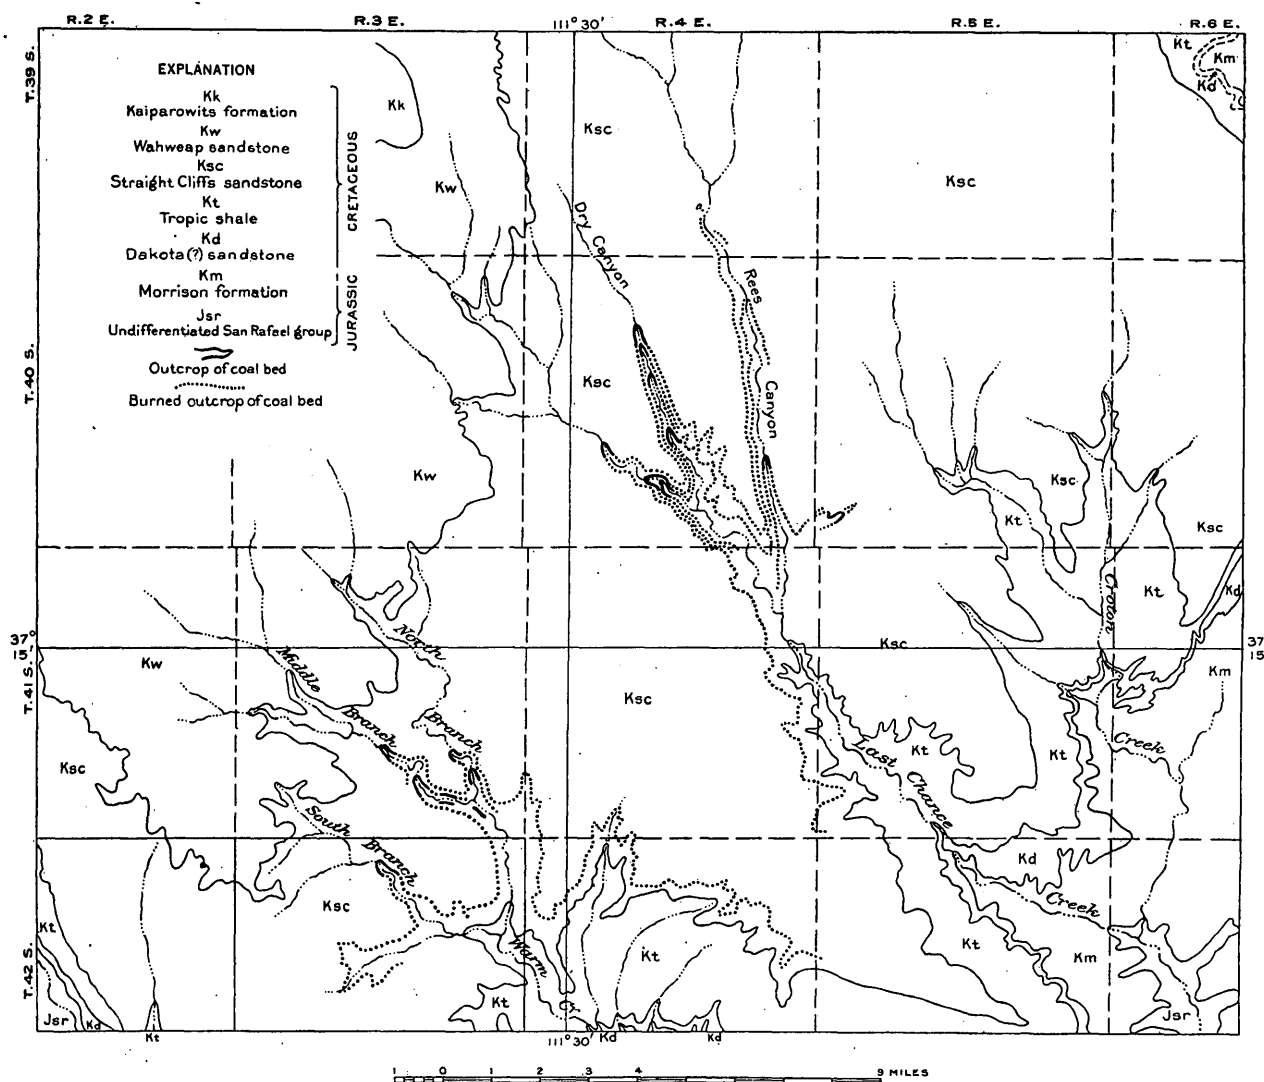 R.2 E. R.3 E. 111° 30' R.4 E. R.5 E. R.6 E.
T.39 S.
EXPLANATION
Kk
Kaiparowits formation
Kw
Wahweap sandstone
Ksc
Straight Cliffs sandstone
Kt
Tropic shale
Kd
Dakota(?) sandstone
Km
Morrison formation
Jsr
Undifferentiated San Rafael group
Outcrop of coal bed
Burned outcrop of coal bed
CRETACEOUS
JURASSIC
Kt
Km
Kd
Kk
Ksc
Kw
Ksc
Dry Canyon
Rees
Canyon
T.40 S.
Ksc
Kw
Ksc
Kt
Ksc
Kt
Kd
Croton
North
37°
15'
Ksc
37
15
Kw
Middle
Km
T.41 S.
Ksc
Branch
Branch
Creek
Last
Kt
Kt
Ksc
Chance
South
Branch
Kd
Ksc
Creek
Kt
Kt
Kt
Warm
Km
T.42 S.
Kt
Cr.
Jsr
Kd
Jsr
Kt
111° 30' Kd
Kd
1 0 1 2 3 4 9 MILES